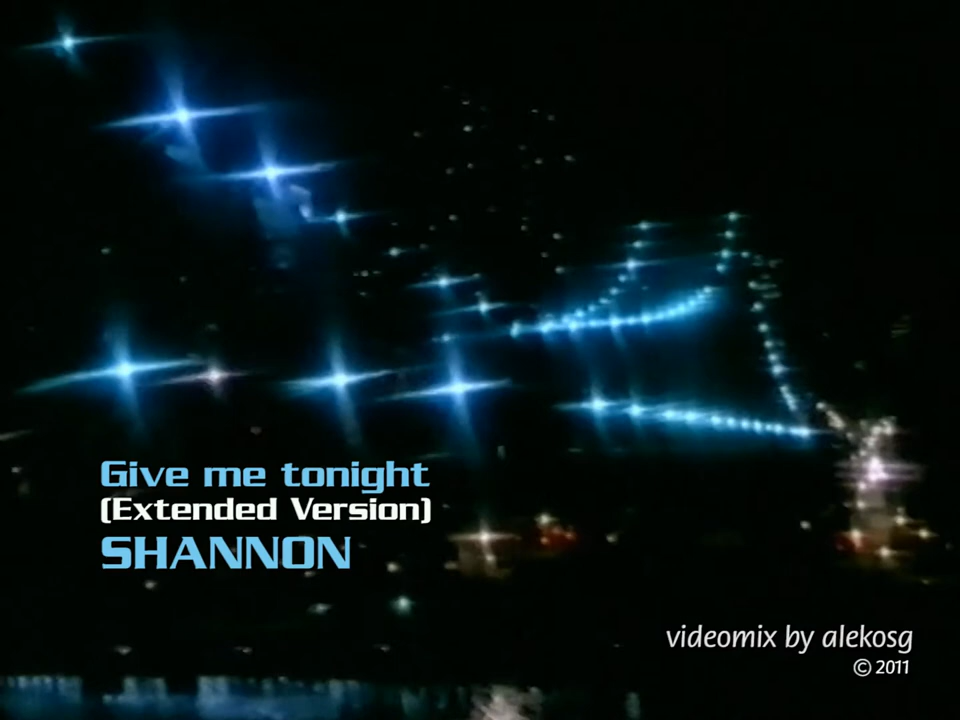 Give me tonight
(Extended Version)
SHANNON
videomix by alekosg
© 2011